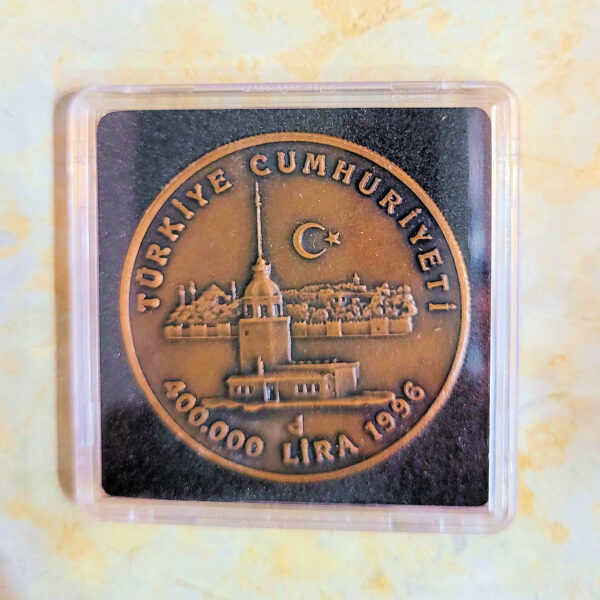 TÜRKİYE CUMHURİYETİ
d
400.000 LİRA 1996